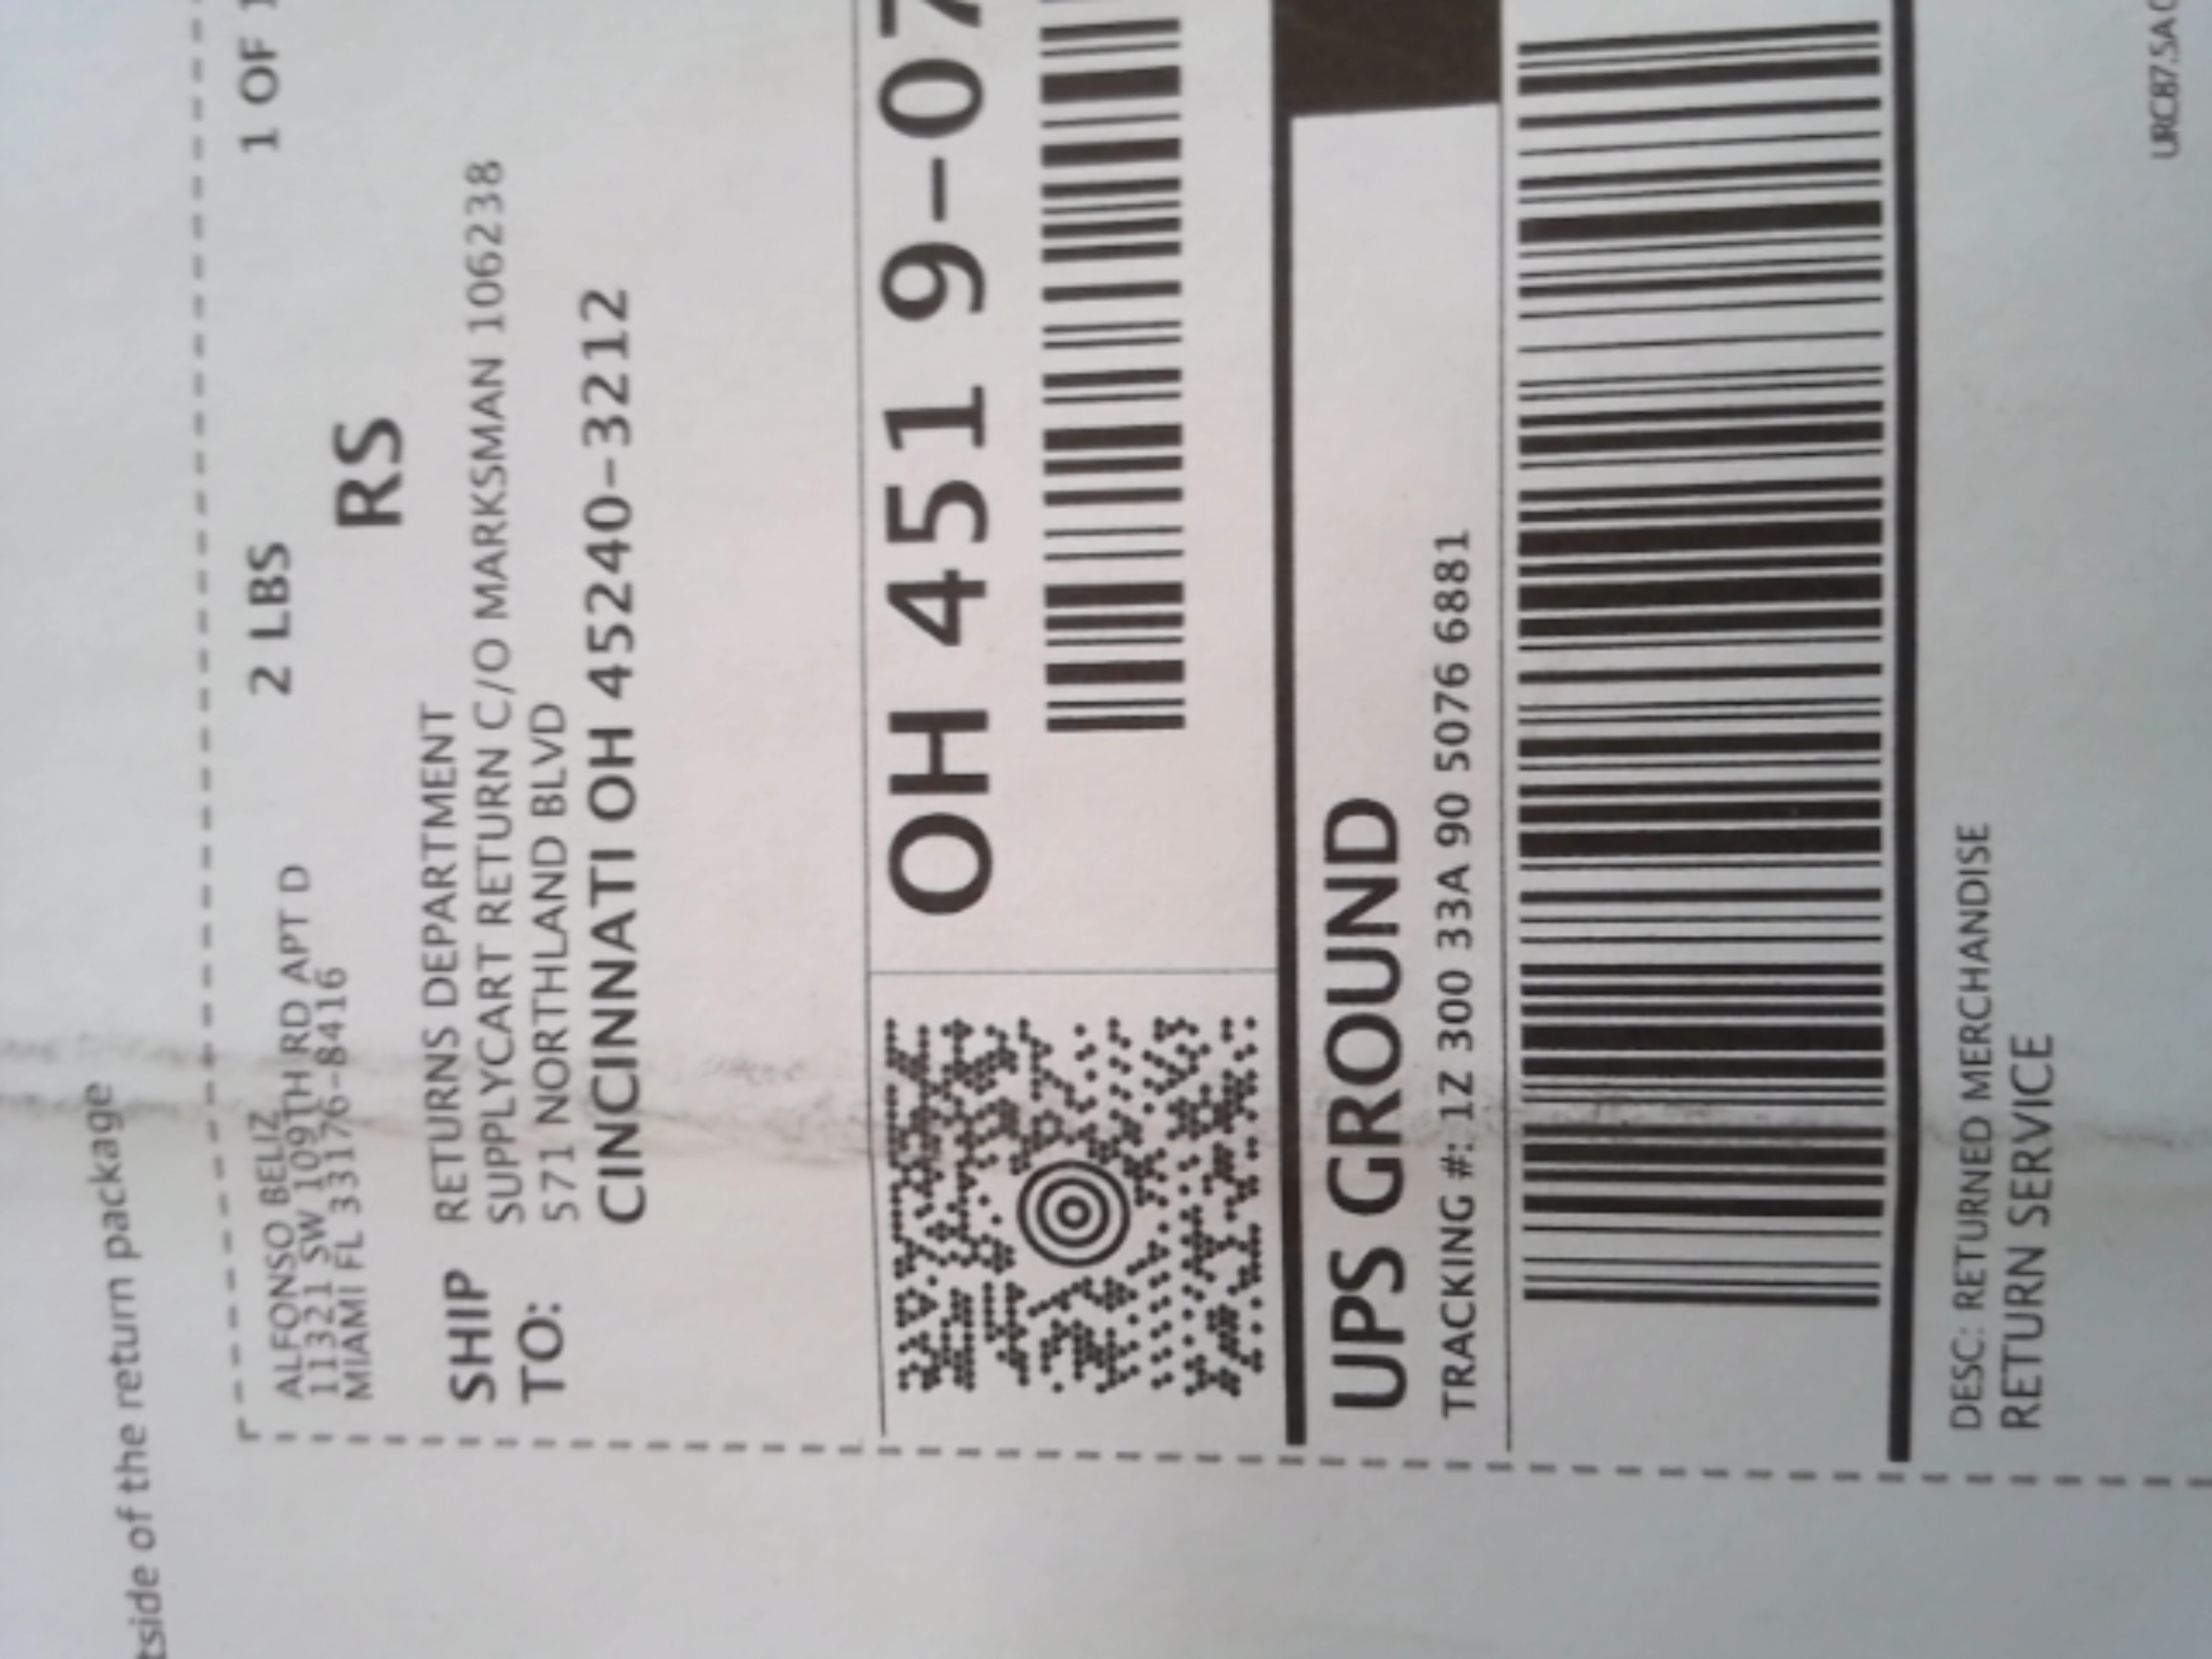 tside of the return package
ALFONSO BELIZ
11321 SW 109TH RD APT D
MIAMI FL 33176-8416
2 LBS
1 OF 1
RS
SHIP
TO:
RETURNS DEPARTMENT
SUPPLYCART RETURN C/O MARKSMAN 106238
571 NORTHLAND BLVD
CINCINNATI OH 45240-3212
OH 451 9-07
UPS GROUND
TRACKING #: 1Z 300 33A 90 5076 6881
DESC: RETURNED MERCHANDISE
RETURN SERVICE